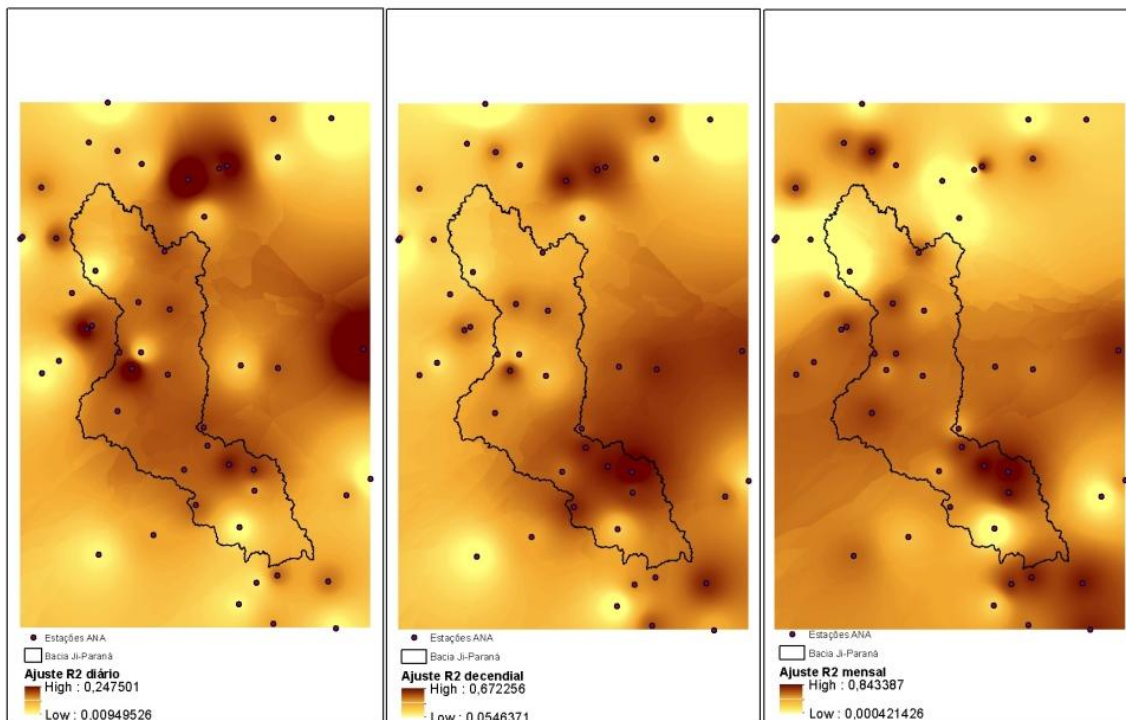 Estações ANA
Bacia Ji-Paraná
Ajuste R2 diário
High : 0,247501
Low : 0,00949526
Estações ANA
Bacia Ji-Paraná
Ajuste R2 decendial
High : 0,672256
Low : 0,0546371
Estações ANA
Bacia Ji-Paraná
Ajuste R2 mensal
High : 0,843387
Low : 0,000421426